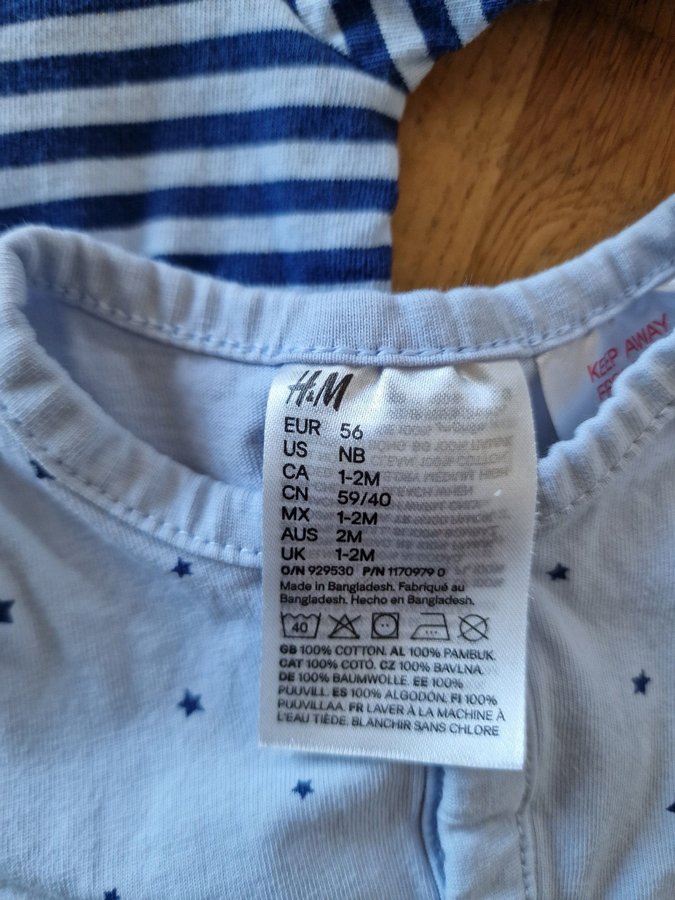 H&M
EUR 56
US NB
CA 1-2M
CN 59/40
MX 1-2M
AUS 2M
UK 1-2M
O/N 929530 P/N 1170979 0
Made in Bangladesh. Fabriqué au
Bangladesh. Hecho en Bangladesh.
40
GB 100% COTTON. AL 100% PAMBUK.
CAT 100% COTÓ. CZ 100% BAVLNA.
DE 100% BAUMWOLLE. EE 100%
PUUVILL. ES 100% ALGODÓN. FI 100%
PUUVILLAA. FR LAVER À LA MACHINE À
L'EAU TIÈDE. BLANCHIR SANS CHLORE
KEEP AWAY